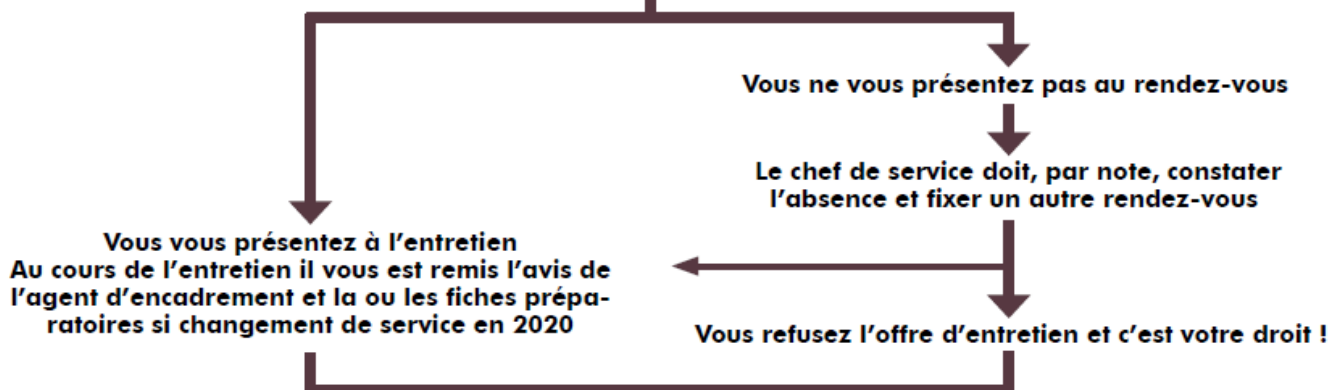 Vous ne vous présentez pas au rendez-vous
Le chef de service doit, par note, constater
l'absence et fixer un autre rendez-vous
Vous vous présentez à l'entretien
Au cours de l'entretien il vous est remis l'avis de
l'agent d'encadrement et la ou les fiches prépa-
ratoires si changement de service en 2020
Vous refusez l'offre d'entretien et c'est votre droit !